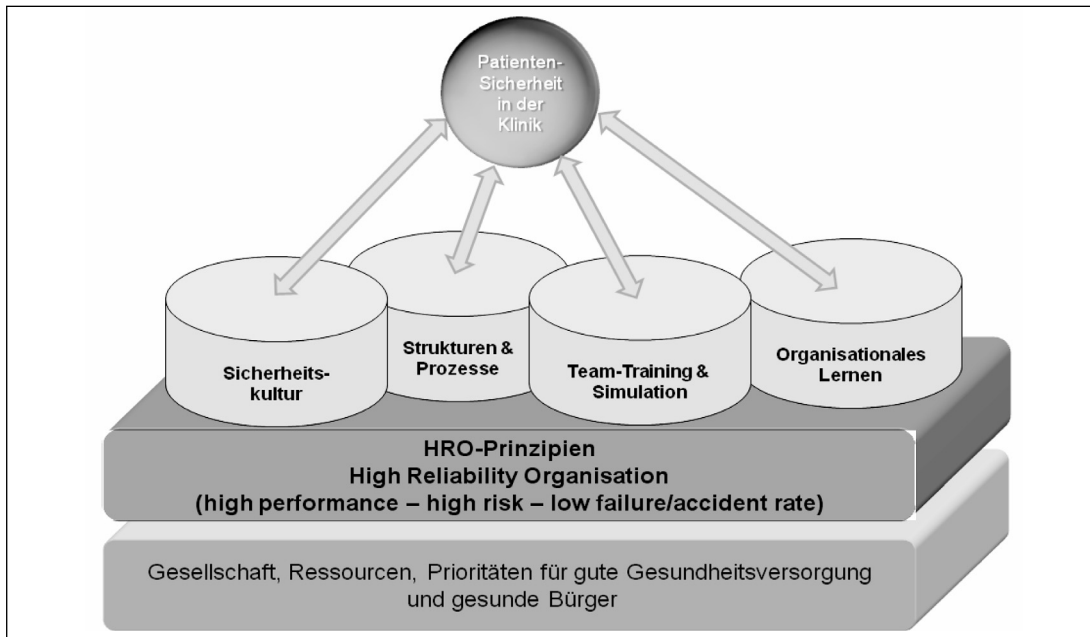 Patienten-
Sicherheit
in der
Klinik
Sicherheits-
kultur
Strukturen &
Prozesse
Team-Training &
Simulation
Organisationales
Lernen
HRO-Prinzipien
High Reliability Organisation
(high performance – high risk – low failure/accident rate)
Gesellschaft, Ressourcen, Prioritäten für gute Gesundheitsversorgung
und gesunde Bürger